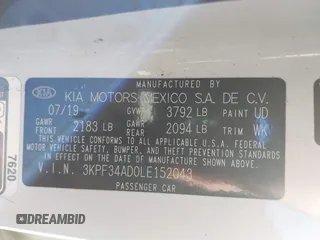 MANUFACTURED BY
KIA KIA MOTORS MEXICO S.A. DE C.V.
07/19 GVWR 3792 LB PAINT UD
GAWR FRONT 2183 LB GAWR REAR 2094 LB TRIM WK
THIS VEHICLE CONFORMS TO ALL APPLICABLE U.S.A. FEDERAL
MOTOR VEHICLE SAFETY, BUMPER, AND THEFT PREVENTION
STANDARDS IN EFFECT ON THE DATE OF MANUFACTURE SHOWN ABOVE.
V.I.N. 3KPF34AD0LE152043
PASSENGER CAR
7620
© AUTOBIDMASTER
DREAMBID